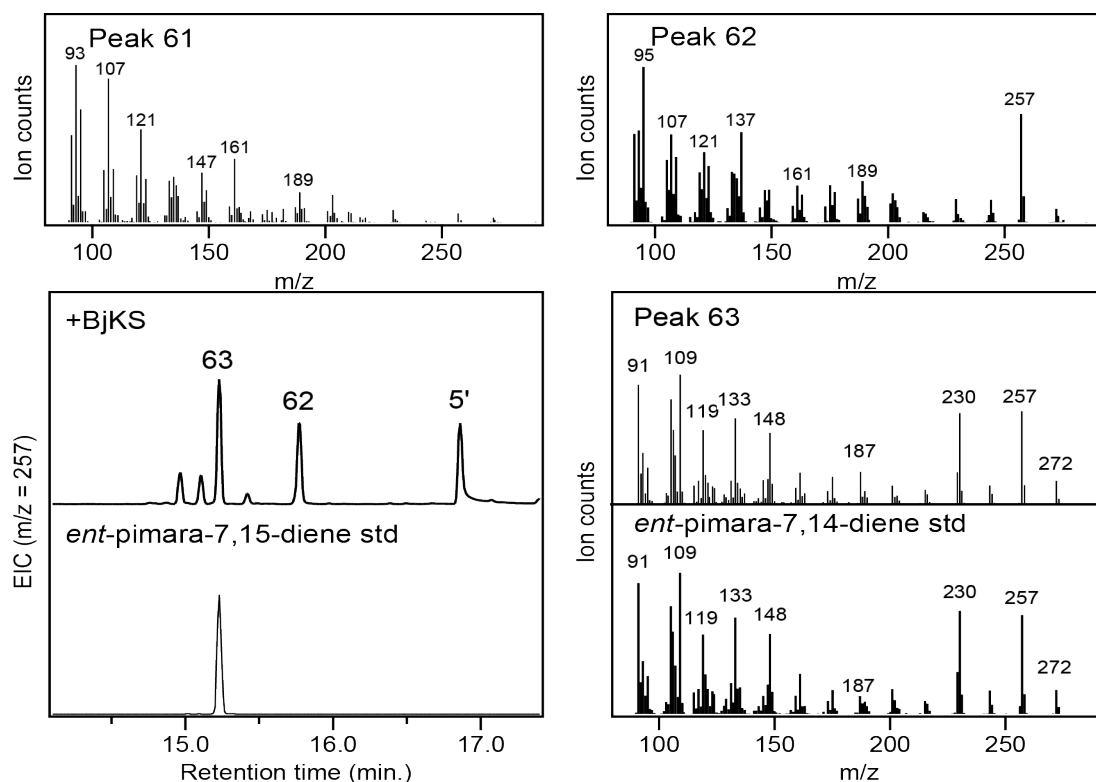 Peak 61
Ion counts
93
107
121
147
161
189
100 150 200 250
m/z
Peak 62
Ion counts
95
107
121
137
161
189
257
100 150 200 250
m/z
+BjKS
63
62
5'
ent-pimara-7,15-diene std
EIC (m/z = 257)
15.0 16.0 17.0
Retention time (min.)
Peak 63
91
109
119
133
148
187
230
257
272
Ion counts
ent-pimara-7,14-diene std
91
109
119
133
148
187
230
257
272
100 150 200 250
m/z